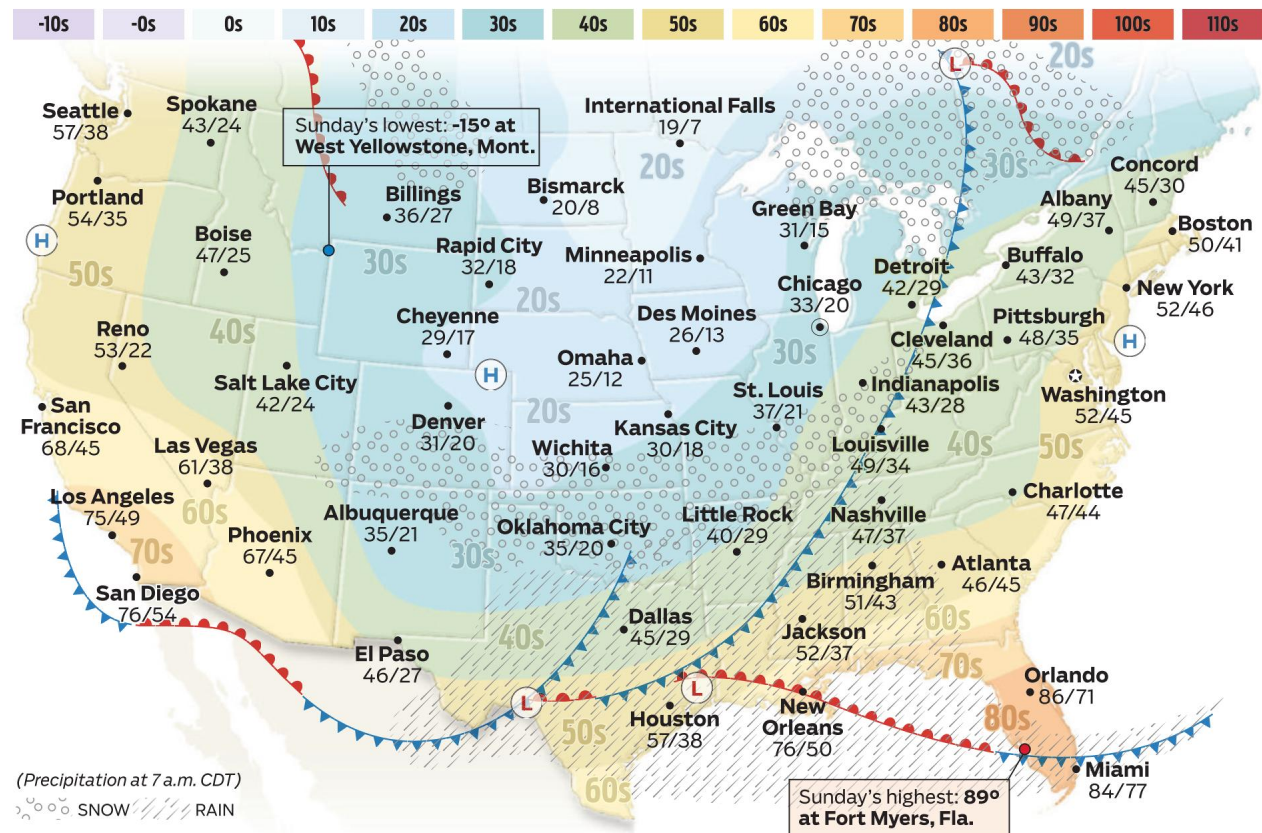 -10s -0s 0s 10s 20s 30s 40s 50s 60s 70s 80s 90s 100s 110s
L
20s
Seattle
57/38
Spokane
43/24
Sunday's lowest: -15º at
West Yellowstone, Mont.
International Falls
19/7
20s
30s
Concord
45/30
Portland
54/35
Billings
36/27
Bismarck
20/8
Green Bay
31/15
Albany
49/37
Boston
50/41
H
Boise
47/25
30s
Rapid City
32/18
Minneapolis
22/11
Chicago
33/20
Detroit
42/29
Buffalo
43/32
50s
20s
New York
52/46
Reno
53/22
40s
Cheyenne
29/17
Des Moines
26/13
Cleveland
45/36
Pittsburgh
48/35
H
Salt Lake City
42/24
H
Omaha
25/12
30s
St. Louis
37/21
Indianapolis
43/28
Washington
52/45
San
Francisco
68/45
Denver
31/20
20s
Kansas City
30/18
Louisville
49/34
40s
50s
Las Vegas
61/38
Wichita
30/16
Los Angeles
75/49
60s
Charlotte
47/44
Albuquerque
35/21
Oklahoma City
35/20
Little Rock
40/29
Nashville
47/37
70s
Phoenix
67/45
30s
Birmingham
51/43
Atlanta
46/45
San Diego
76/54
Dallas
45/29
Jackson
52/37
60s
El Paso
46/27
40s
70s
Orlando
86/71
L
L
Houston
57/38
New
Orleans
76/50
80s
50s
60s
Miami
84/77
(Precipitation at 7 a.m. CDT)
SNOW RAIN
Sunday's highest: 89º
at Fort Myers, Fla.